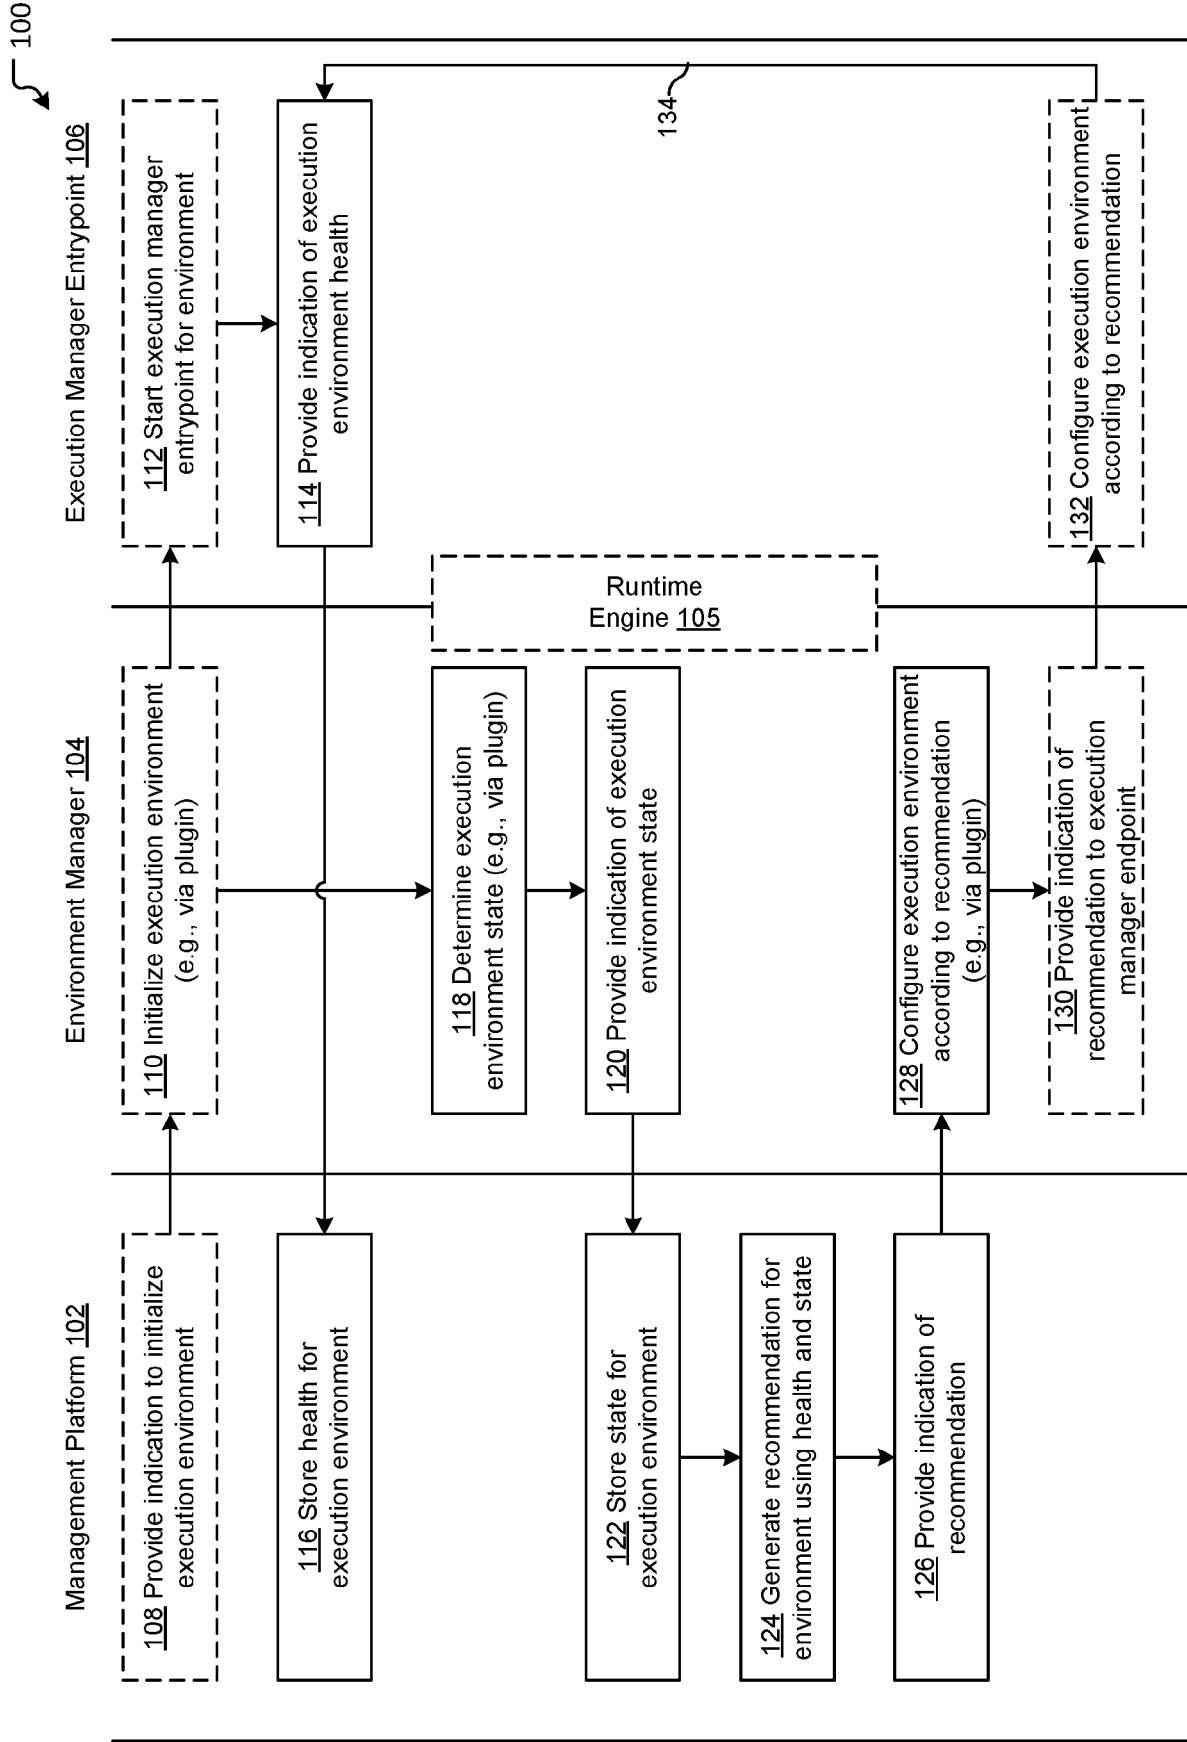 100
Management Platform 102
Environment Manager 104
Execution Manager Entrypoint 106
108 Provide indication to initialize
execution environment
110 Initialize execution environment
(e.g., via plugin)
112 Start execution manager
entrypoint for environment
114 Provide indication of execution
environment health
116 Store health for
execution environment
Runtime
Engine 105
118 Determine execution
environment state (e.g., via plugin)
120 Provide indication of execution
environment state
122 Store state for
execution environment
124 Generate recommendation for
environment using health and state
126 Provide indication of
recommendation
128 Configure execution environment
according to recommendation
(e.g., via plugin)
130 Provide indication of
recommendation to execution
manager endpoint
132 Configure execution environment
according to recommendation
134